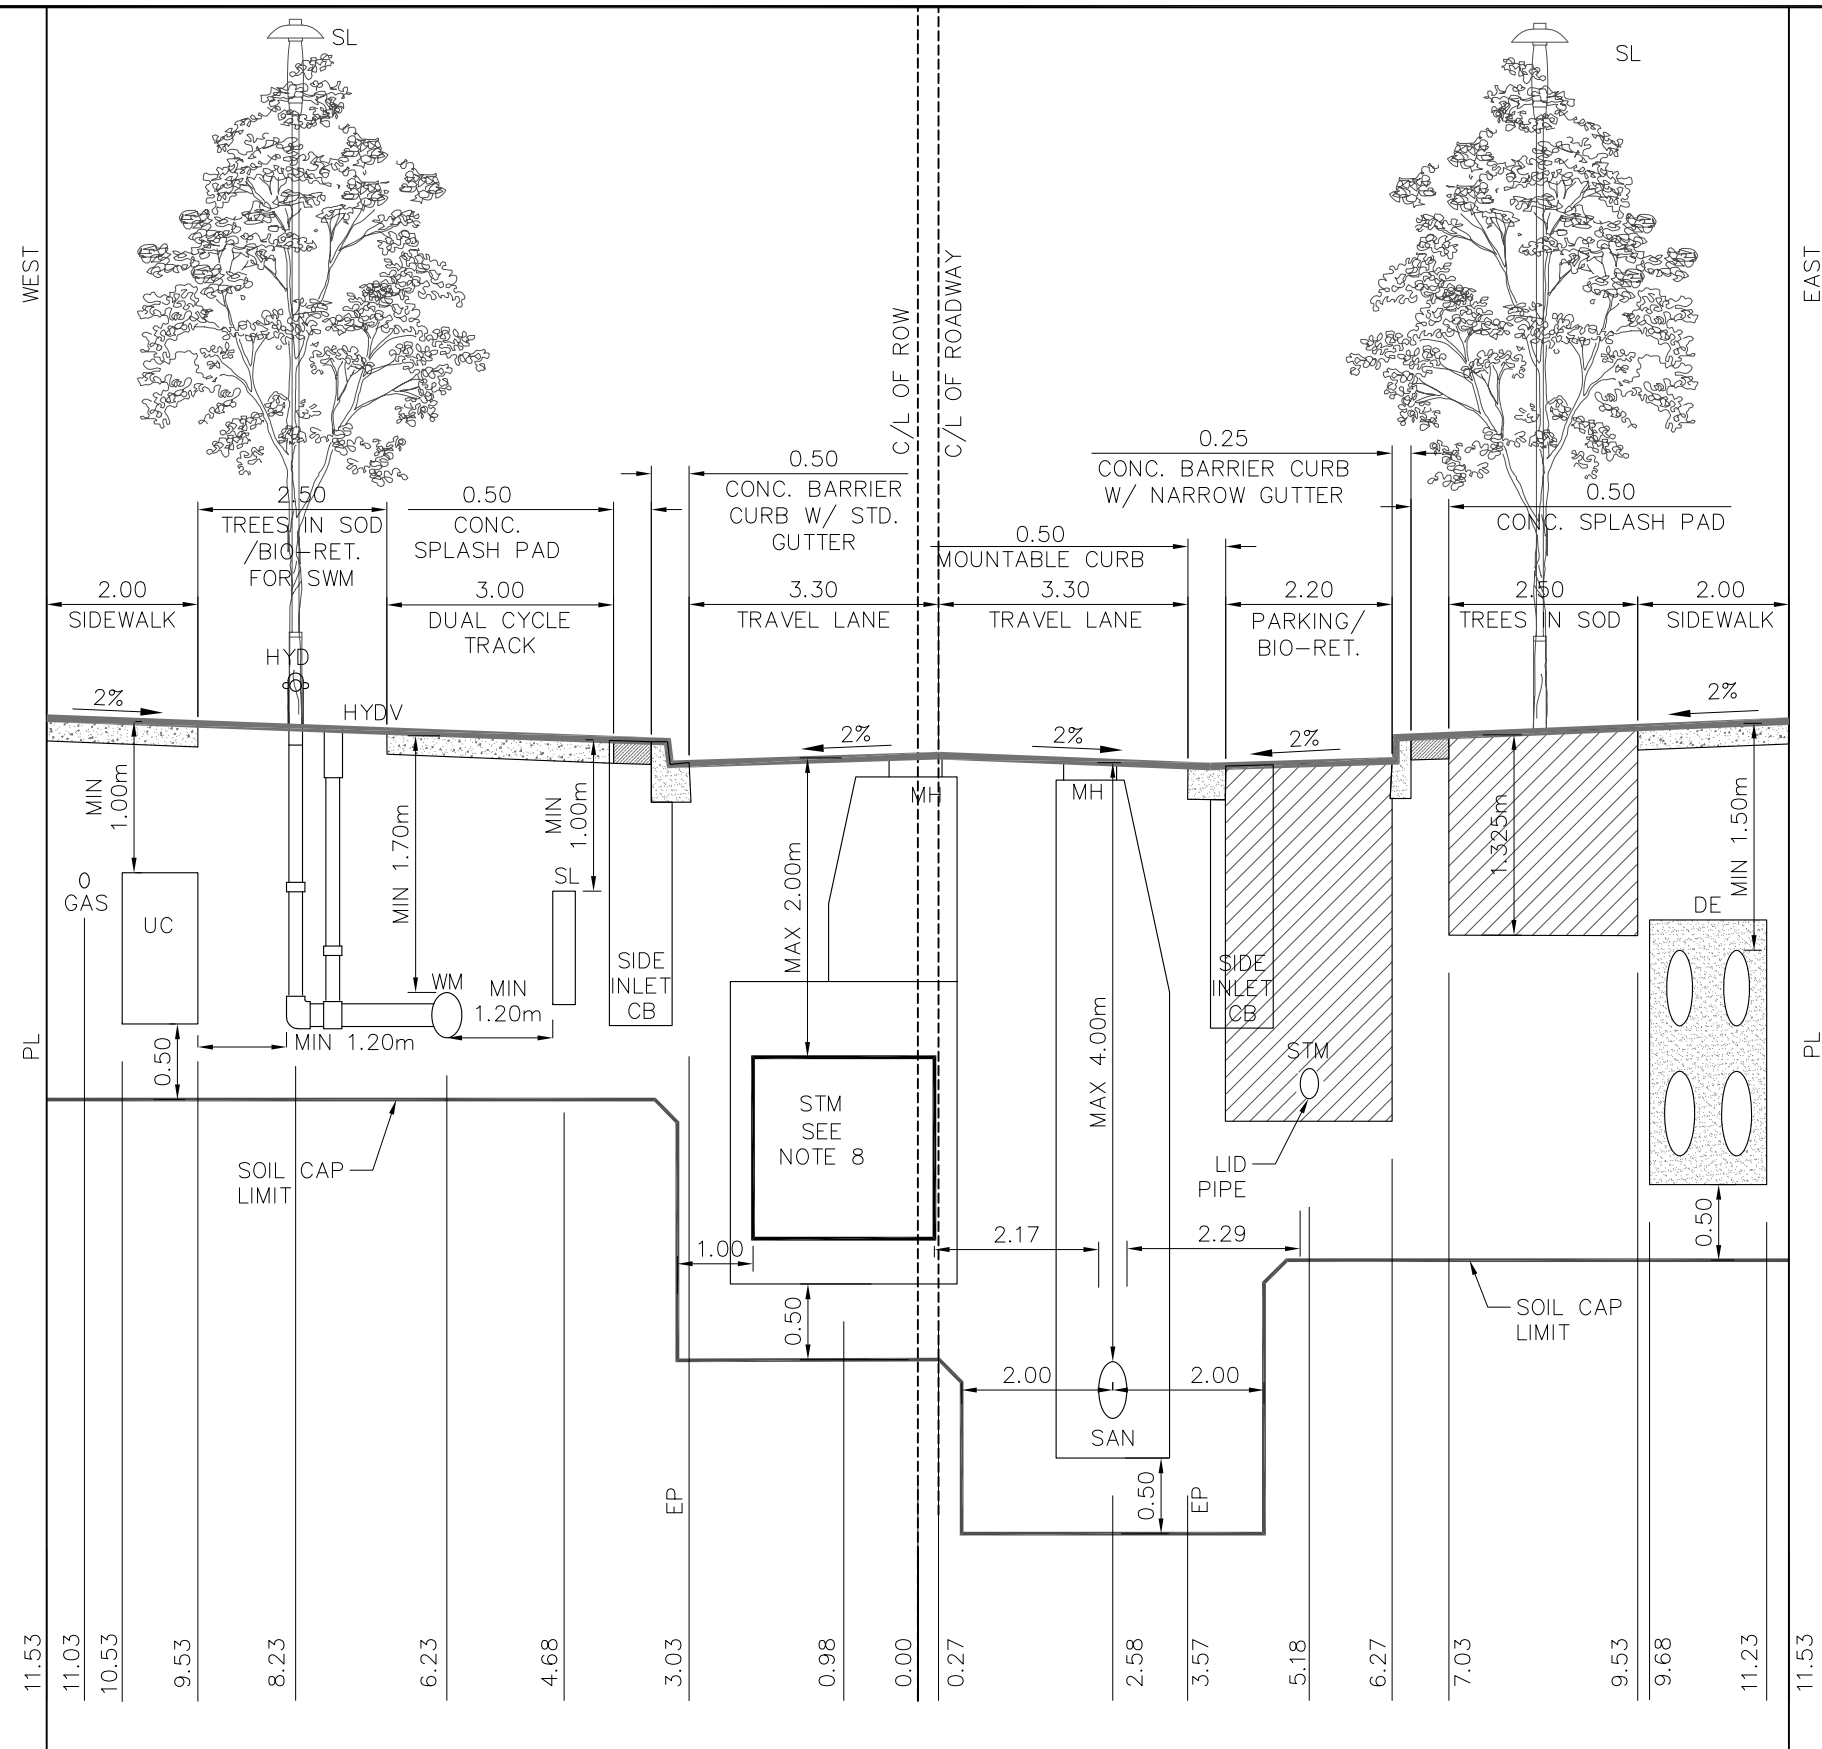 SL
SL
WEST
C/L OF ROW
C/L OF ROADWAY
EAST
0.25
CONC. BARRIER CURB
W/ NARROW GUTTER
0.50
CONC. BARRIER
CURB W/ STD.
GUTTER
2.50
TREES IN SOD
/BIO-RET.
FOR SWM
0.50
CONC.
SPLASH PAD
0.50
MOUNTABLE CURB
0.50
CONC. SPLASH PAD
2.00
SIDEWALK
3.00
DUAL CYCLE
TRACK
3.30
TRAVEL LANE
3.30
TRAVEL LANE
2.20
PARKING/
BIO-RET.
2.50
TREES IN SOD
2.00
SIDEWALK
HYD
HYDV
2%
2%
2%
2%
2%
MIN
1.00m
MIN 1.70m
MIN
1.00m
MAX 2.00m
MH
MH
1.325m
MIN 1.50m
GAS
UC
SL
WM
MIN
1.20m
MIN 1.20m
SIDE
INLET
CB
SIDE
INLET
CB
DE
PL
PL
0.50
STM
SEE
NOTE 8
MAX 4.00m
STM
LID
PIPE
SOIL CAP
LIMIT
1.00
2.17
2.29
0.50
0.50
SOIL CAP
LIMIT
2.00
2.00
SAN
0.50
EP
EP
11.53
11.03
10.53
9.53
8.23
6.23
4.68
3.03
0.98
0.00
0.27
2.58
3.57
5.18
6.27
7.03
9.53
9.68
11.23
11.53